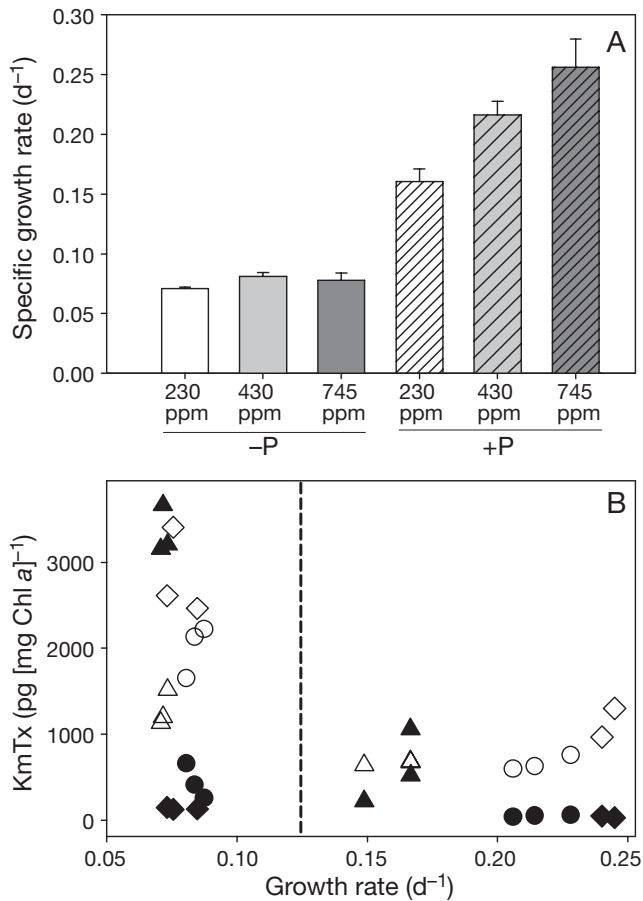 A
Specific growth rate (d⁻¹)
0.30
0.25
0.20
0.15
0.10
0.05
0.00
230 430 745 230 430 745
ppm ppm ppm ppm ppm ppm
–P +P
B
KmTx (pg [mg Chl a]⁻¹)
3000
2000
1000
0
0.05 0.10 0.15 0.20 0.25
Growth rate (d⁻¹)